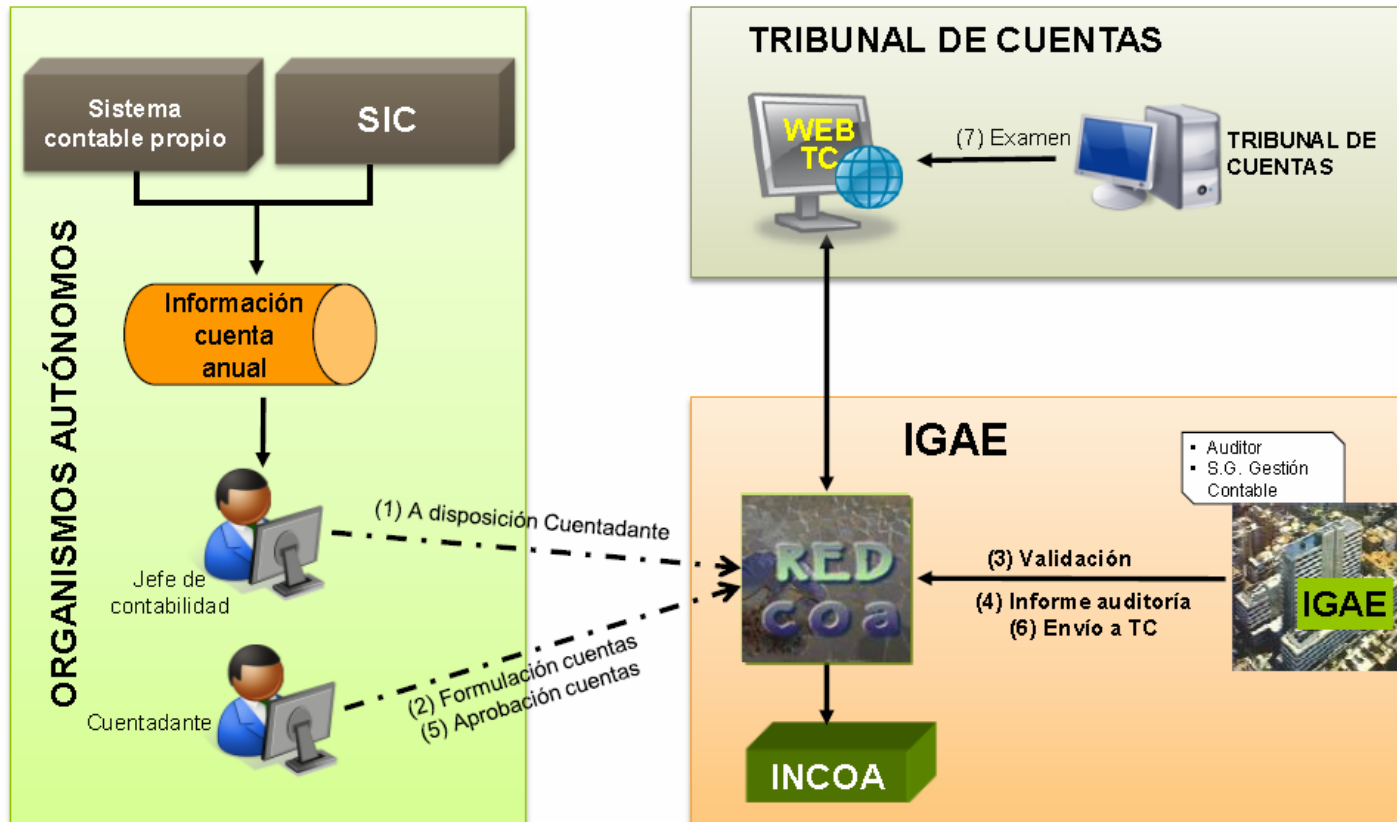 Sistema
contable propio
SIC
ORGANISMOS AUTÓNOMOS
Información
cuenta
anual
Jefe de
contabilidad
Cuentadante
(1) A disposición Cuentadante
(2) Formulación cuentas
(5) Aprobación cuentas
TRIBUNAL DE CUENTAS
WEB
TC
(7) Examen
TRIBUNAL DE
CUENTAS
IGAE
▪ Auditor
▪ S.G. Gestión
Contable
RED
coa
(3) Validación
(4) Informe auditoría
(6) Envío a TC
IGAE
INCOA